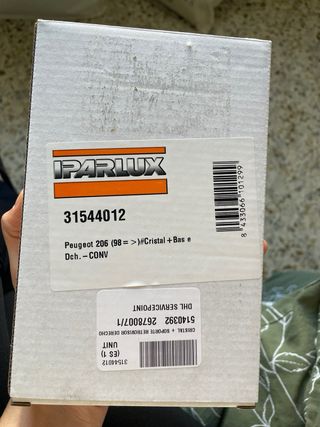 IPARLUX
31544012
Peugeot 206 (98=>)#Cristal+Bas e
Dch.-CONV
8 433066 101299
DHL SERVICEPOINT
5140392 26780007/1
CRISTAL + SOPORTE RETROVISOR DERECHO
UNIT
(ES 1)
31544012